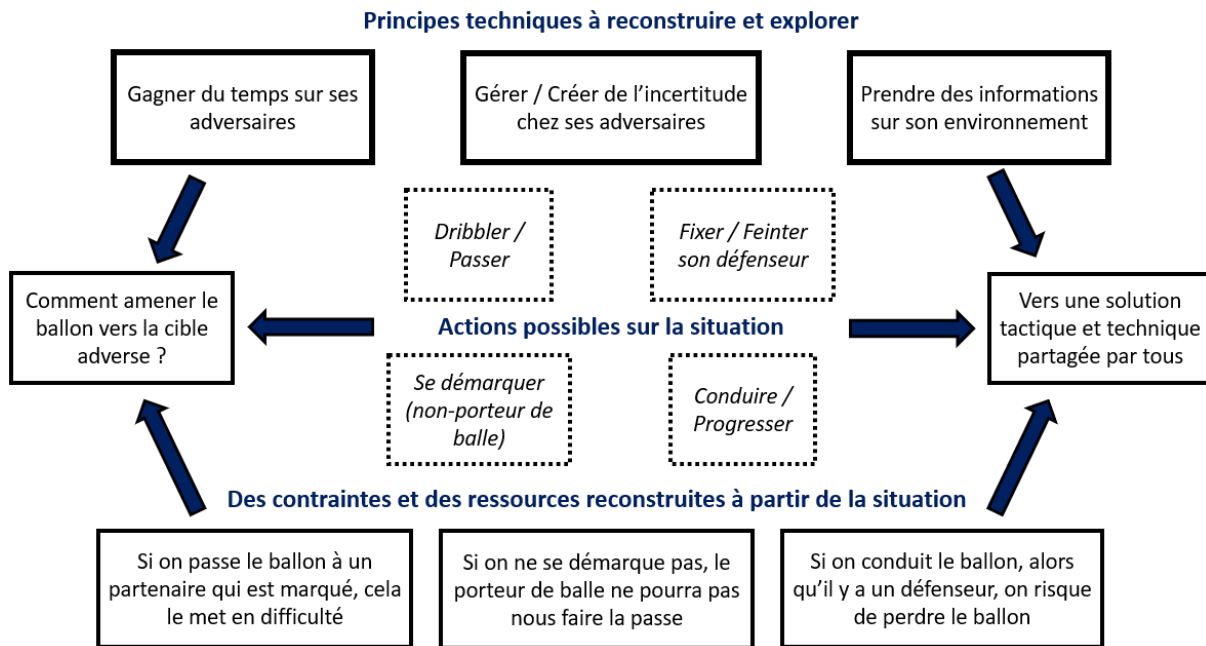 Principes techniques à reconstruire et explorer
Gagner du temps sur ses
adversaires
Gérer / Créer de l'incertitude
chez ses adversaires
Prendre des informations
sur son environnement
Dribbler /
Passer
Fixer / Feinter
son défenseur
Comment amener le
ballon vers la cible
adverse ?
Actions possibles sur la situation
Vers une solution
tactique et technique
partagée par tous
Se démarquer
(non-porteur de
balle)
Conduire /
Progresser
Des contraintes et des ressources reconstruites à partir de la situation
Si on passe le ballon à un
partenaire qui est marqué, cela
le met en difficulté
Si on ne se démarque pas, le
porteur de balle ne pourra pas
nous faire la passe
Si on conduit le ballon, alors
qu'il y a un défenseur, on risque
de perdre le ballon